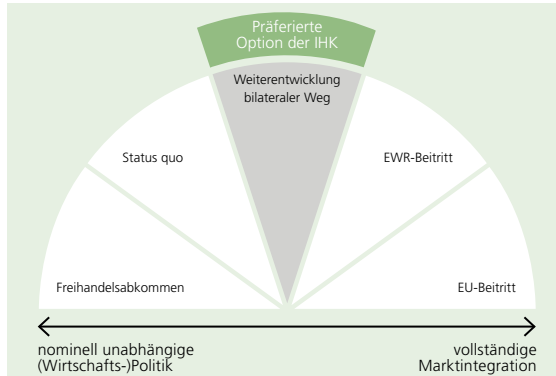 Präferierte
Option der IHK
Weiterentwicklung
bilateraler Weg
Status quo
EWR-Beitritt
Freihandelsabkommen
EU-Beitritt
nominell unabhängige
(Wirtschafts-)Politik
vollständige
Marktintegration